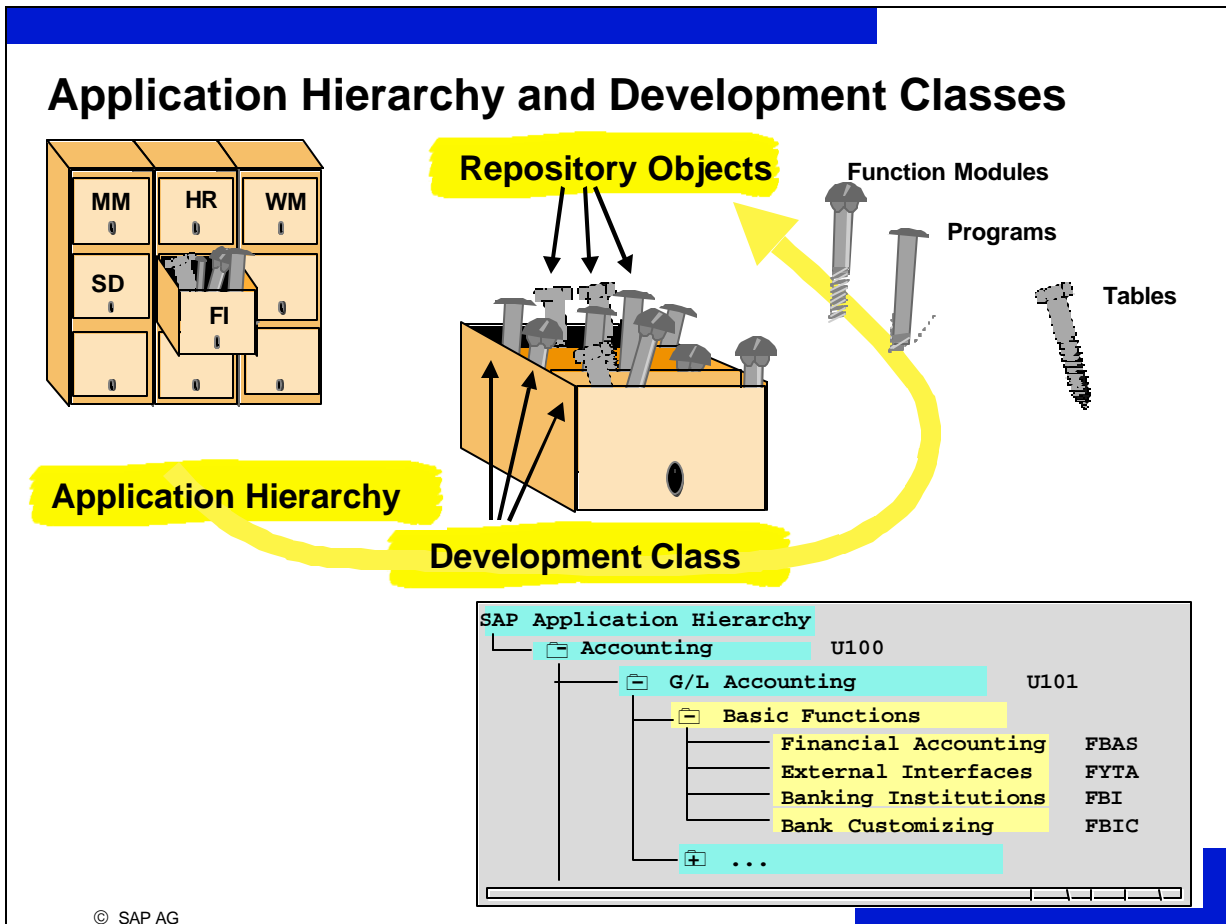 Application Hierarchy and Development Classes
MM HR WM
SD
FI
Repository Objects
Function Modules
Programs
Tables
Application Hierarchy
Development Class
SAP Application Hierarchy
Accounting U100
G/L Accounting U101
Basic Functions
Financial Accounting FBAS
External Interfaces FYTA
Banking Institutions FBI
Bank Customizing FBIC
...
© SAP AG